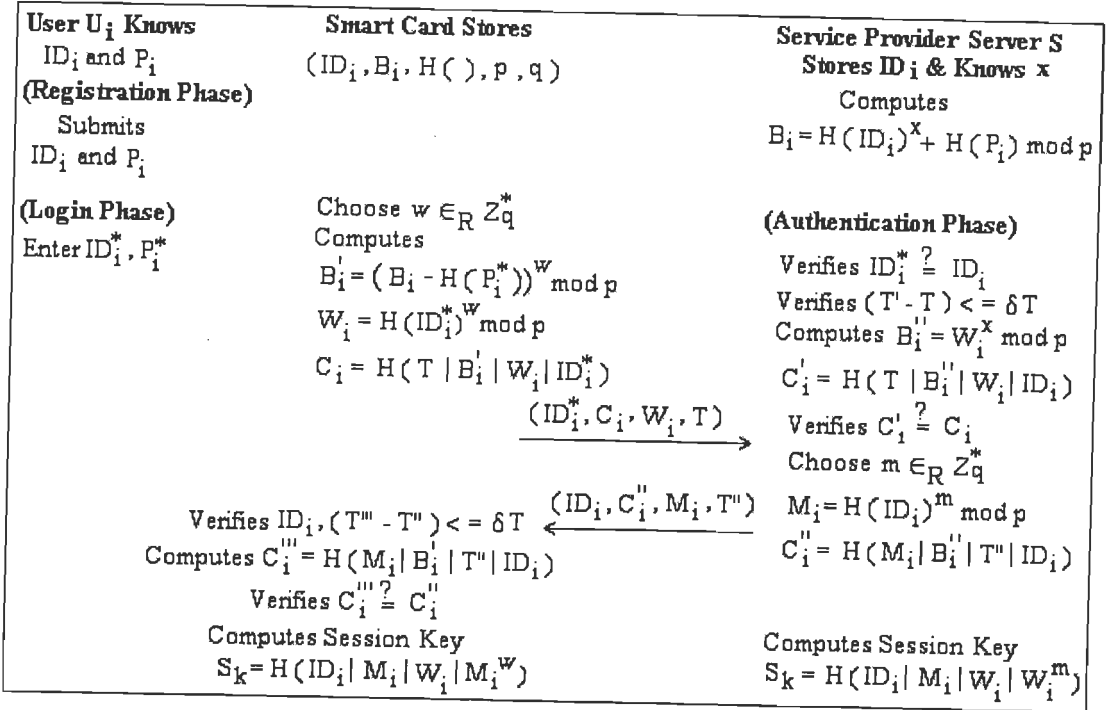 User U_i Knows
ID_i and P_i
(Registration Phase)
Submits
ID_i and P_i
Smart Card Stores
(ID_i, B_i, H( ), p, q)
Service Provider Server S
Stores ID_i & Knows x
Computes
B_i = H(ID_i)^x + H(P_i) mod p
(Login Phase)
Enter ID_i^*, P_i^*
Choose w ∈_R Z_q^*
Computes
B_i' = (B_i - H(P_i^*))^w mod p
W_i = H(ID_i^*)^w mod p
C_i = H(T | B_i' | W_i | ID_i^*)
(ID_i^*, C_i, W_i, T)
(Authentication Phase)
Verifies ID_i^* ?= ID_i
Verifies (T' - T) <= δT
Computes B_i'' = W_i^x mod p
C_i' = H(T | B_i'' | W_i | ID_i)
Verifies C_i' ?= C_i
Choose m ∈_R Z_q^*
M_i = H(ID_i)^m mod p
C_i'' = H(M_i | B_i'' | T'' | ID_i)
(ID_i, C_i'', M_i, T'')
Verifies ID_i, (T''' - T'') <= δT
Computes C_i''' = H(M_i | B_i' | T'' | ID_i)
Verifies C_i''' ?= C_i''
Computes Session Key
S_k = H(ID_i | M_i | W_i | M_i^w)
Computes Session Key
S_k = H(ID_i | M_i | W_i | W_i^m)